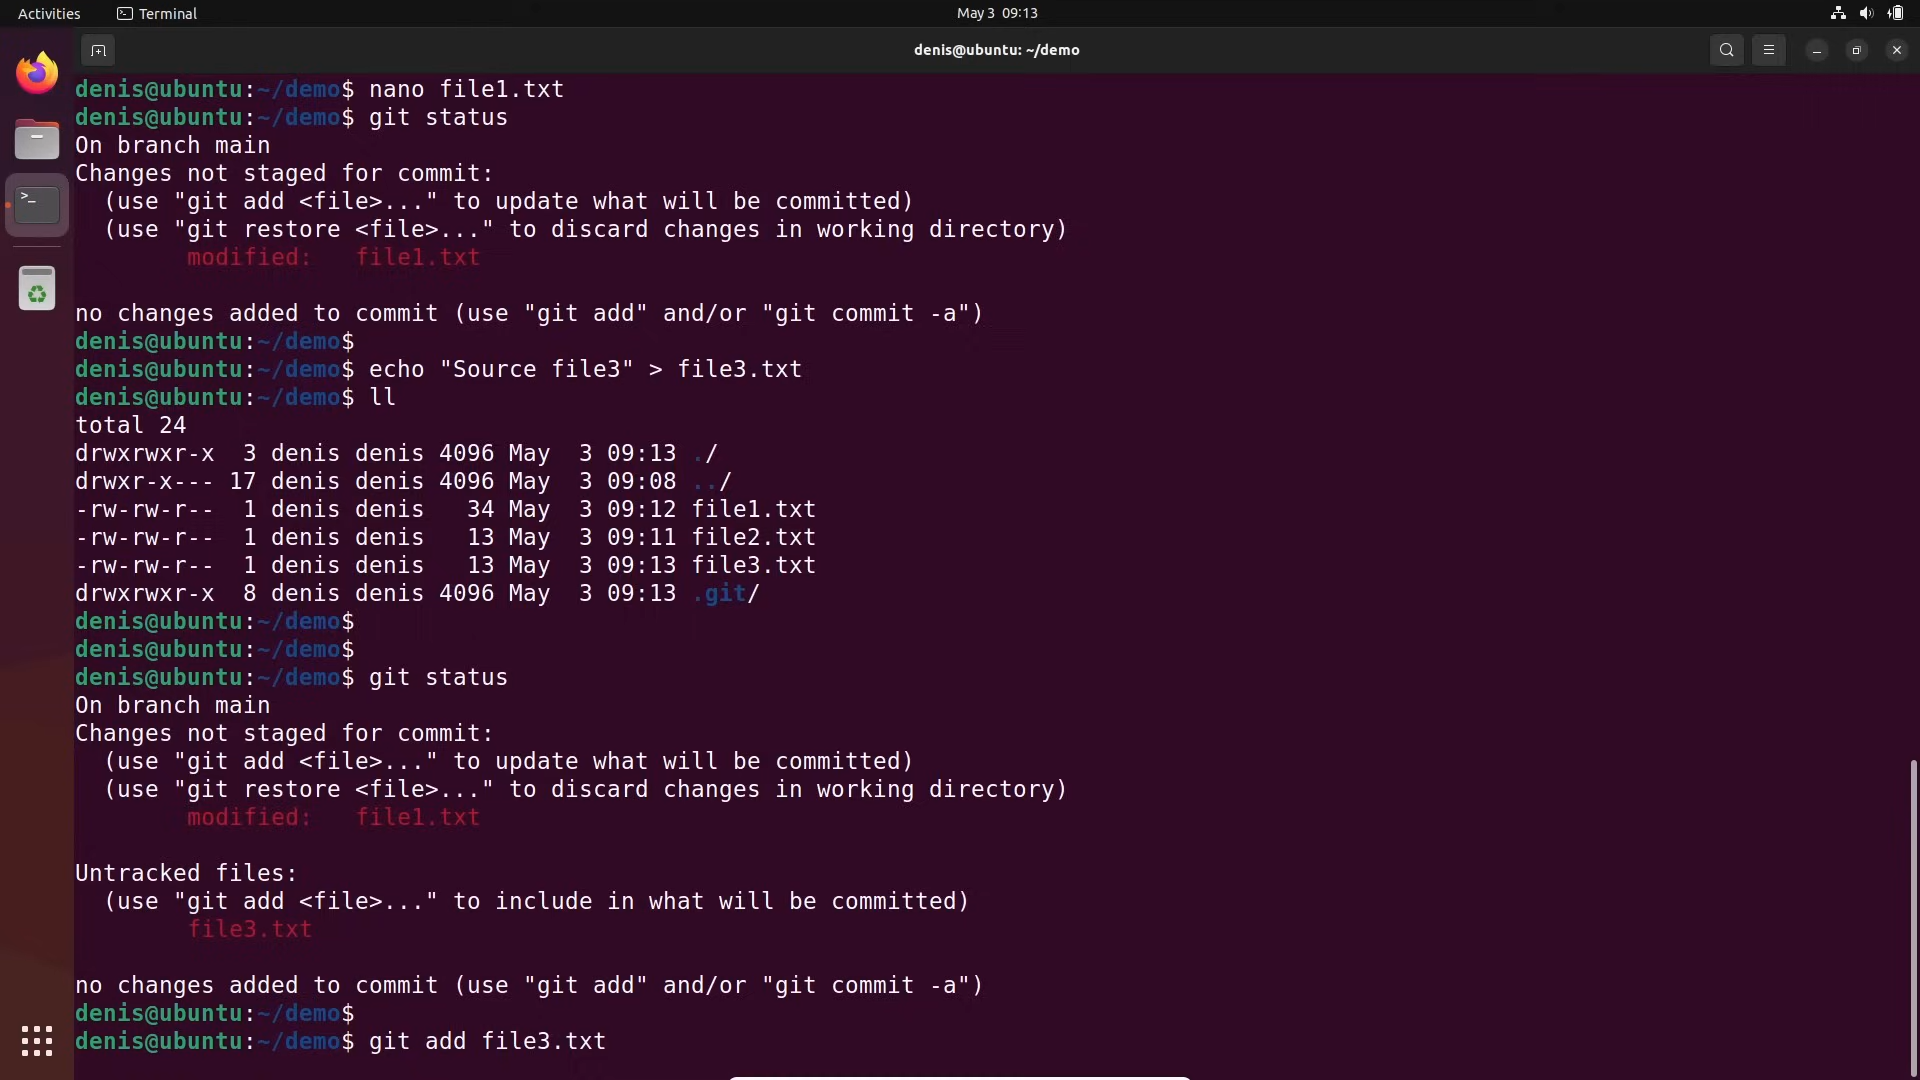 Activities
Terminal
May 3 09:13
denis@ubuntu: ~/demo
denis@ubuntu:~/demo$ nano file1.txt
denis@ubuntu:~/demo$ git status
On branch main
Changes not staged for commit:
  (use "git add <file>..." to update what will be committed)
  (use "git restore <file>..." to discard changes in working directory)
        modified:   file1.txt

no changes added to commit (use "git add" and/or "git commit -a")
denis@ubuntu:~/demo$
denis@ubuntu:~/demo$ echo "Source file3" > file3.txt
denis@ubuntu:~/demo$ ll
total 24
drwxrwxr-x  3 denis denis 4096 May  3 09:13 ./
drwxr-x--- 17 denis denis 4096 May  3 09:08 ../
-rw-rw-r--  1 denis denis   34 May  3 09:12 file1.txt
-rw-rw-r--  1 denis denis   13 May  3 09:11 file2.txt
-rw-rw-r--  1 denis denis   13 May  3 09:13 file3.txt
drwxrwxr-x  8 denis denis 4096 May  3 09:13 .git/
denis@ubuntu:~/demo$
denis@ubuntu:~/demo$
denis@ubuntu:~/demo$ git status
On branch main
Changes not staged for commit:
  (use "git add <file>..." to update what will be committed)
  (use "git restore <file>..." to discard changes in working directory)
        modified:   file1.txt

Untracked files:
  (use "git add <file>..." to include in what will be committed)
        file3.txt

no changes added to commit (use "git add" and/or "git commit -a")
denis@ubuntu:~/demo$
denis@ubuntu:~/demo$ git add file3.txt